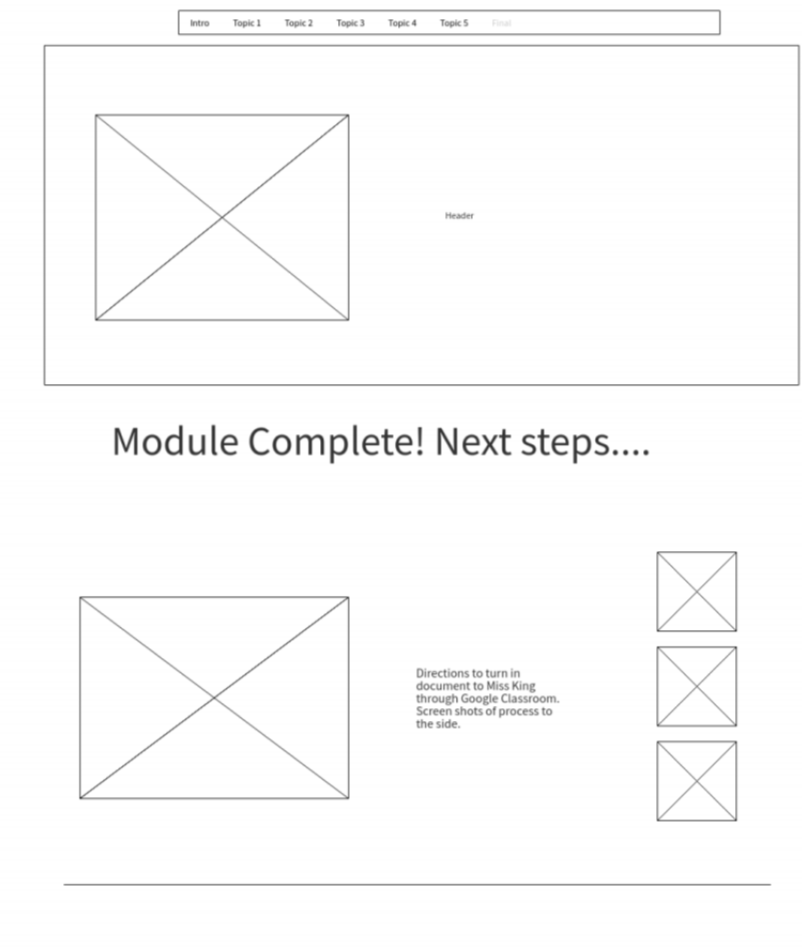 Intro Topic 1 Topic 2 Topic 3 Topic 4 Topic 5 Final
Header
Module Complete! Next steps....
Directions to turn in
document to Miss King
through Google Classroom.
Screen shots of process to
the side.